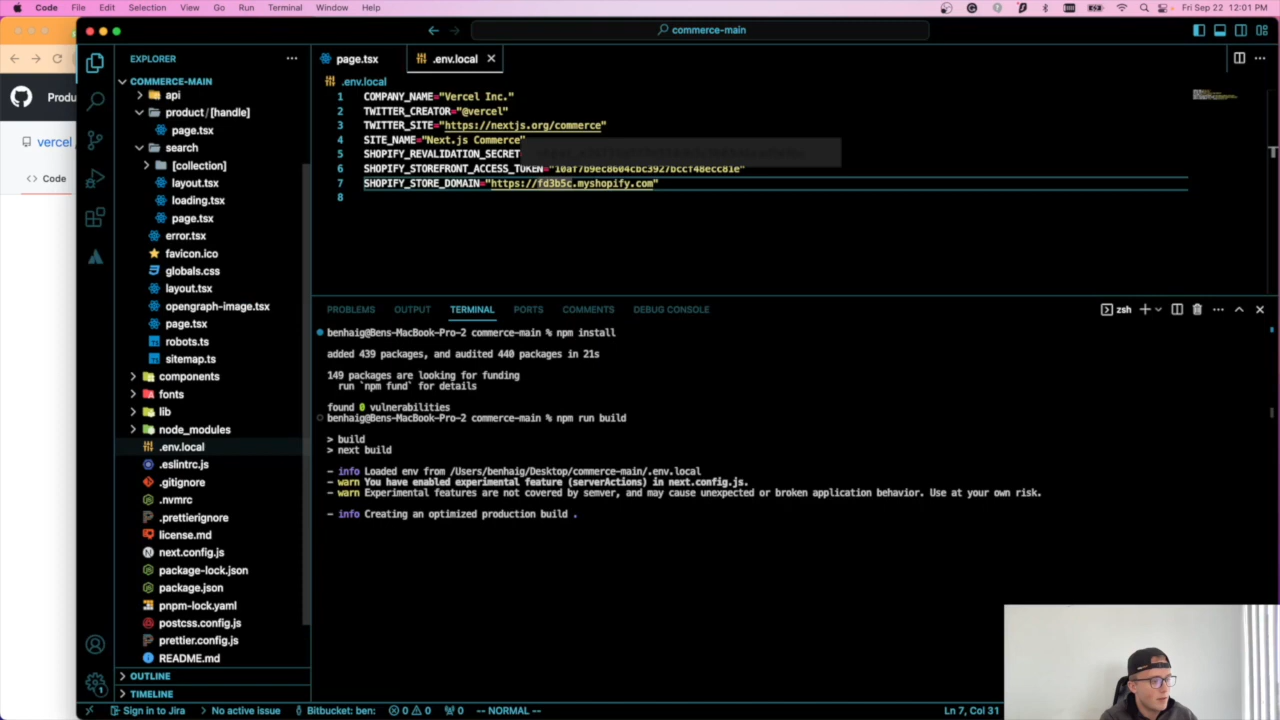 Code File Edit Selection View Go Run Terminal Window Help
Fri Sep 22 12:01 PM
commerce-main
Produ
vercel
Code
EXPLORER
COMMERCE-MAIN
api
product/[handle]
page.tsx
search
[collection]
layout.tsx
loading.tsx
page.tsx
error.tsx
favicon.ico
globals.css
layout.tsx
opengraph-image.tsx
page.tsx
robots.ts
sitemap.ts
components
fonts
lib
node_modules
.env.local
.eslintrc.js
.gitignore
.nvmrc
.prettierignore
license.md
next.config.js
package-lock.json
package.json
pnpm-lock.yaml
postcss.config.js
prettier.config.js
README.md
OUTLINE
TIMELINE
page.tsx .env.local
.env.local
1 COMPANY_NAME="Vercel Inc."
2 TWITTER_CREATOR="@vercel"
3 TWITTER_SITE="https://nextjs.org/commerce"
4 SITE_NAME="Next.js Commerce"
5 SHOPIFY_REVALIDATION_SECRET
6 SHOPIFY_STOREFRONT_ACCESS_TOKEN="10af7b9ec8604cbc3927bccf48ecc81e"
7 SHOPIFY_STORE_DOMAIN="https://fd3b5c.myshopify.com"
8
PROBLEMS OUTPUT TERMINAL PORTS COMMENTS DEBUG CONSOLE
zsh
benhaig@Bens-MacBook-Pro-2 commerce-main % npm install
added 439 packages, and audited 440 packages in 21s
149 packages are looking for funding
run `npm fund` for details
found 0 vulnerabilities
benhaig@Bens-MacBook-Pro-2 commerce-main % npm run build
> build
> next build
- info Loaded env from /Users/benhaig/Desktop/commerce-main/.env.local
- warn You have enabled experimental feature (serverActions) in next.config.js.
- warn Experimental features are not covered by semver, and may cause unexpected or broken application behavior. Use at your own risk.
- info Creating an optimized production build .
1
Sign in to Jira No active issue Bitbucket: ben: 0 0 0 -- NORMAL --
Ln 7, Col 31